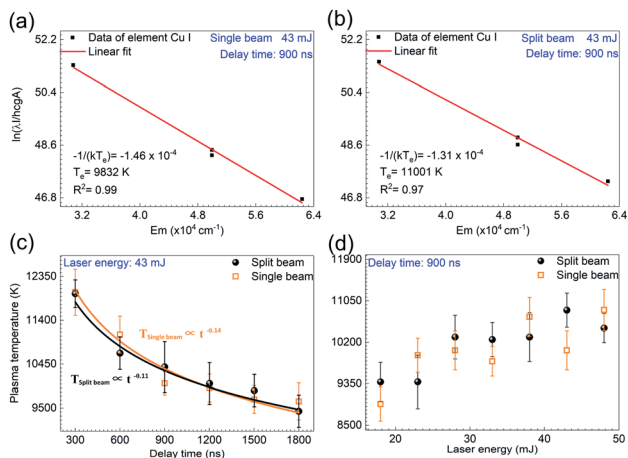 (a)
Data of element Cu I
Single beam 43 mJ
Linear fit
Delay time: 900 ns
52.2
50.4
48.6
46.8
ln(λI/hcgA)
-1/(kTₑ)= -1.46 x 10⁻⁴
Tₑ= 9832 K
R²= 0.99
3.2 4.0 4.8 5.6 6.4
Em (x10⁴ cm⁻¹)
(b)
Data of element Cu I
Split beam 43 mJ
Linear fit
Delay time: 900 ns
52.2
50.4
48.6
46.8
-1/(kTₑ)= -1.31 x 10⁻⁴
Tₑ= 11001 K
R²= 0.97
3.2 4.0 4.8 5.6 6.4
Em (x10⁴ cm⁻¹)
(c)
Laser energy: 43 mJ
Split beam
Single beam
12350
11400
10450
9500
Plasma temperature (K)
T Single beam ∝ t -0.14
T Split beam ∝ t -0.11
300 600 900 1200 1500 1800
Delay time (ns)
(d)
Delay time: 900 ns
Split beam
Single beam
11900
11050
10200
9350
8500
20 30 40 50
Laser energy (mJ)